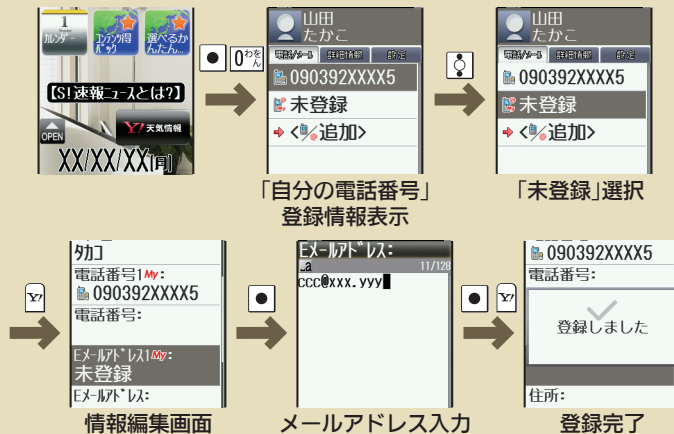 1
カレンダー
コンテンツ得
パック
選べるか
んたん...
【S!速報ニュースとは?】
OPEN
Y! 天気情報
XX/XX/XX[月]
● 0わをん
山田
たかこ
電話/メール 詳細情報 設定
090392XXXX5
未登録
<追加>
「自分の電話番号」
登録情報表示
山田
たかこ
電話/メール 詳細情報 設定
090392XXXX5
未登録
<追加>
「未登録」選択
Y!
タカコ
電話番号1My:
090392XXXX5
電話番号:
Eメールアドレス1My:
未登録
Eメールアドレス:
情報編集画面
●
Eメールアドレス:
_a 11/128
ccc@xxx.yyy
メールアドレス入力
● Y!
090392XXXX5
電話番号:
登録しました
住所:
登録完了